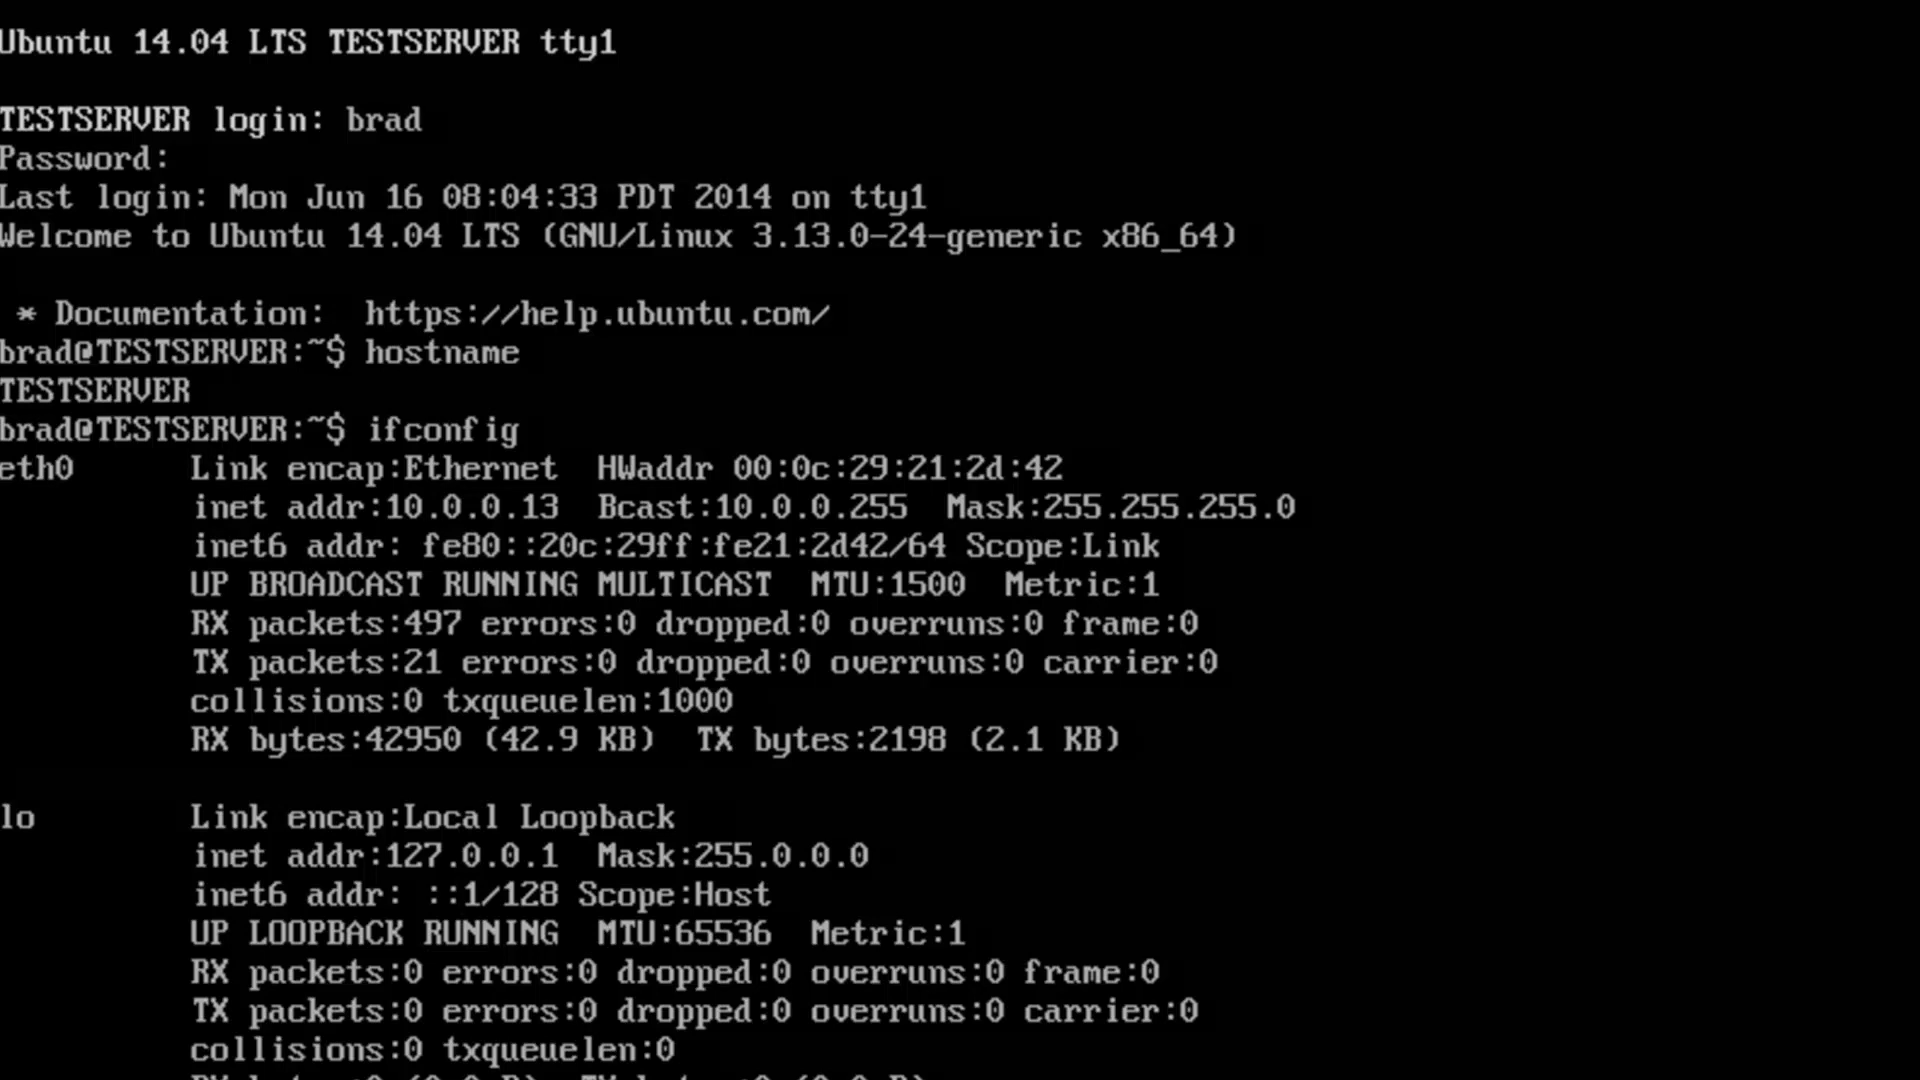 Ubuntu 14.04 LTS TESTSERVER tty1
TESTSERVER login: brad
Password:
Last login: Mon Jun 16 08:04:33 PDT 2014 on tty1
Welcome to Ubuntu 14.04 LTS (GNU/Linux 3.13.0-24-generic x86_64)
* Documentation:  https://help.ubuntu.com/
brad@TESTSERVER:~$ hostname
TESTSERVER
brad@TESTSERVER:~$ ifconfig
eth0      Link encap:Ethernet  HWaddr 00:0c:29:21:2d:42
          inet addr:10.0.0.13  Bcast:10.0.0.255  Mask:255.255.255.0
          inet6 addr: fe80::20c:29ff:fe21:2d42/64 Scope:Link
          UP BROADCAST RUNNING MULTICAST  MTU:1500  Metric:1
          RX packets:497 errors:0 dropped:0 overruns:0 frame:0
          TX packets:21 errors:0 dropped:0 overruns:0 carrier:0
          collisions:0 txqueuelen:1000
          RX bytes:42950 (42.9 KB)  TX bytes:2198 (2.1 KB)
lo        Link encap:Local Loopback
          inet addr:127.0.0.1  Mask:255.0.0.0
          inet6 addr: ::1/128 Scope:Host
          UP LOOPBACK RUNNING  MTU:65536  Metric:1
          RX packets:0 errors:0 dropped:0 overruns:0 frame:0
          TX packets:0 errors:0 dropped:0 overruns:0 carrier:0
          collisions:0 txqueuelen:0